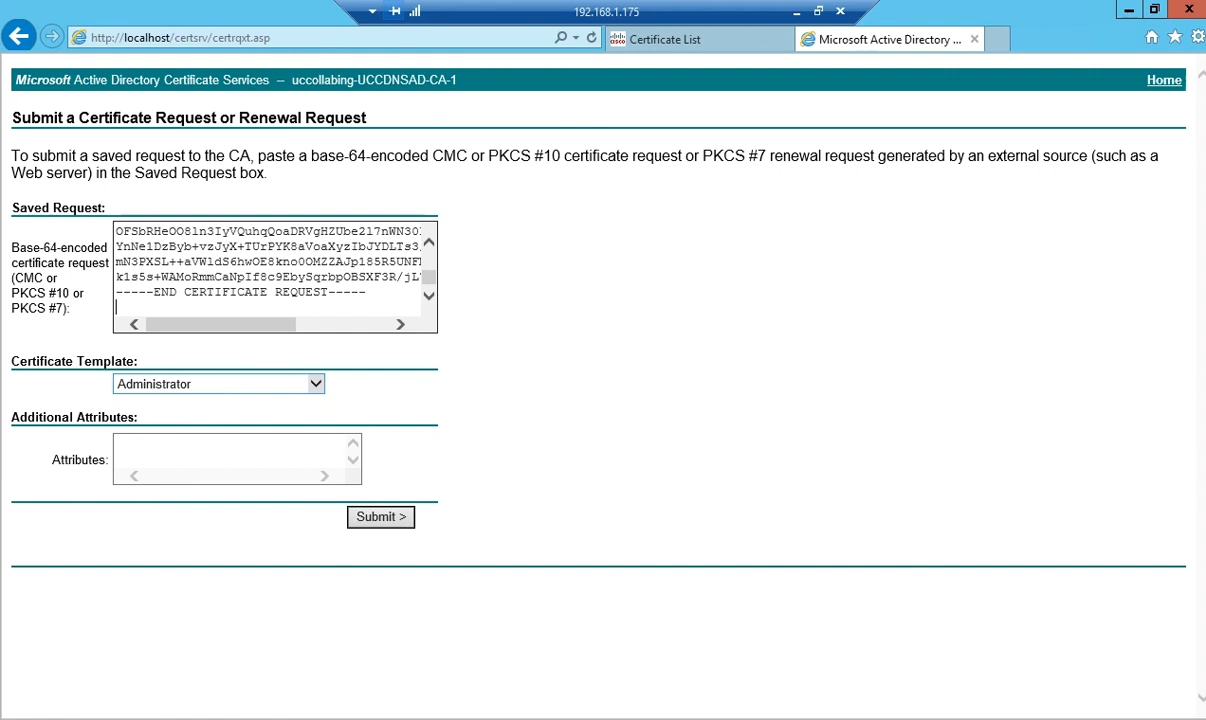 192.168.1.175
http://localhost/certsrv/certrqxt.asp
Certificate List
Microsoft Active Directory ...
Microsoft Active Directory Certificate Services -- uccollabing-UCCDNSAD-CA-1
Home
Submit a Certificate Request or Renewal Request
To submit a saved request to the CA, paste a base-64-encoded CMC or PKCS #10 certificate request or PKCS #7 renewal request generated by an external source (such as a
Web server) in the Saved Request box.
Saved Request:
Base-64-encoded
certificate request
(CMC or
PKCS #10 or
PKCS #7):
-----END CERTIFICATE REQUEST-----
Certificate Template:
Administrator
Additional Attributes:
Attributes:
Submit >